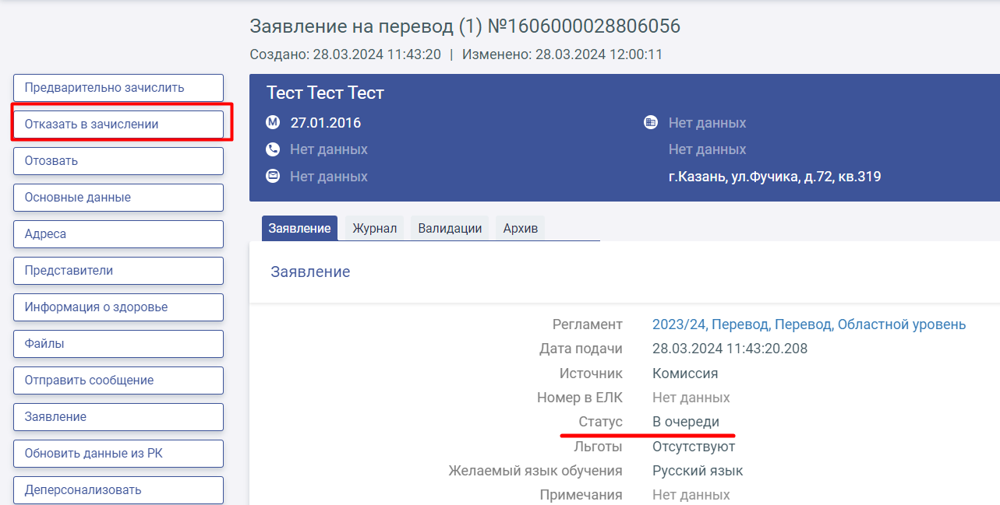 Заявление на перевод (1) №1606000028806056
Создано: 28.03.2024 11:43:20 | Изменено: 28.03.2024 12:00:11
Предварительно зачислить
Отказать в зачислении
Отозвать
Основные данные
Адреса
Представители
Информация о здоровье
Файлы
Отправить сообщение
Заявление
Обновить данные из РК
Деперсонализовать
Тест Тест Тест
М 27.01.2016
Нет данных
Нет данных
Нет данных
Нет данных
г.Казань, ул.Фучика, д.72, кв.319
Заявление Журнал Валидации Архив
Заявление
Регламент 2023/24, Перевод, Перевод, Областной уровень
Дата подачи 28.03.2024 11:43:20.208
Источник Комиссия
Номер в ЕЛК Нет данных
Статус В очереди
Льготы Отсутствуют
Желаемый язык обучения Русский язык
Примечания Нет данных